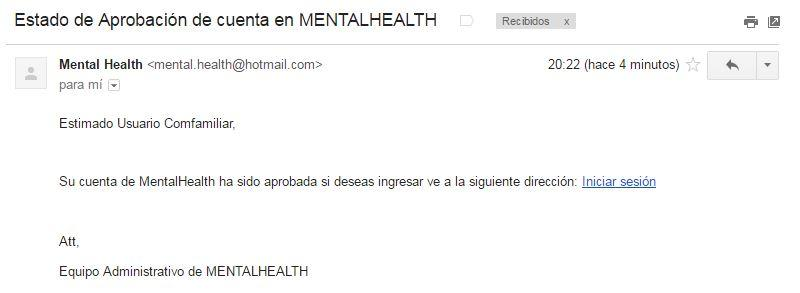 Estado de Aprobación de cuenta en MENTALHEALTH Recibidos x
Mental Health <mental.health@hotmail.com> 20:22 (hace 4 minutos)
para mí
Estimado Usuario Comfamiliar,
Su cuenta de MentalHealth ha sido aprobada si deseas ingresar ve a la siguiente dirección: Iniciar sesión
Att,
Equipo Administrativo de MENTALHEALTH